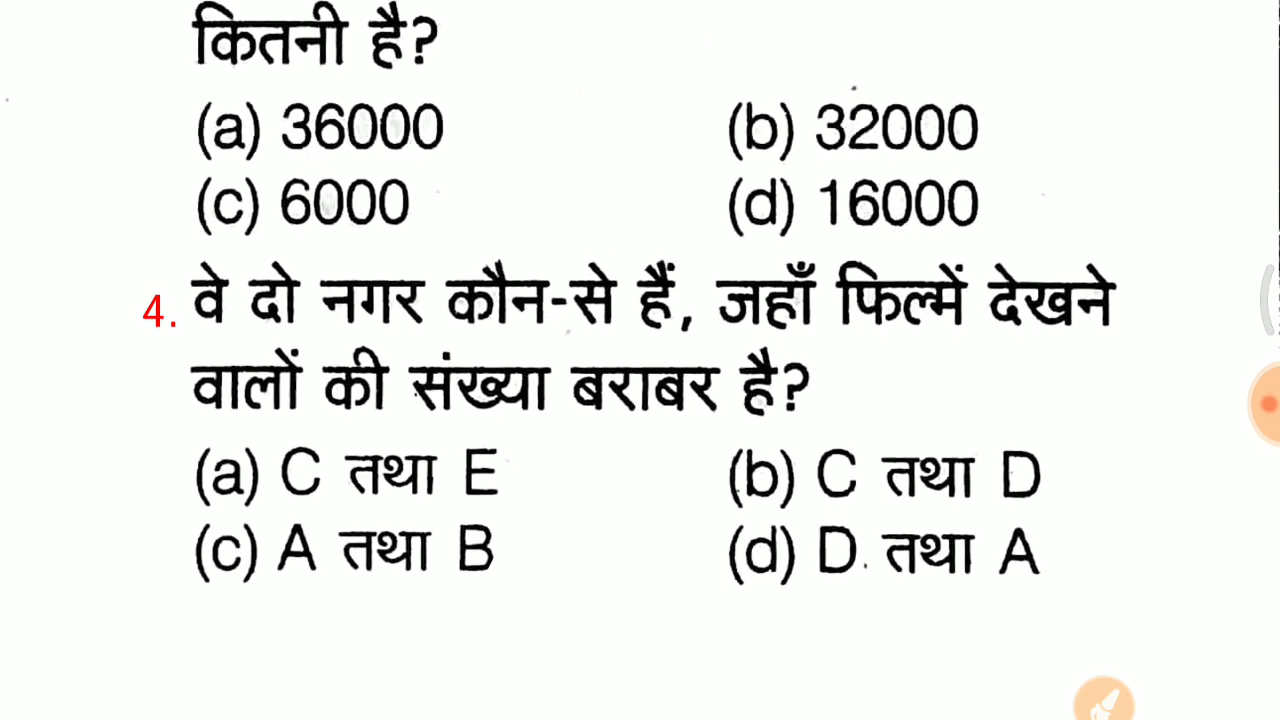 कितनी है?
(a) 36000 (b) 32000
(c) 6000 (d) 16000
4. वे दो नगर कौन-से हैं, जहाँ फिल्में देखने
वालों की संख्या बराबर है?
(a) C तथा E (b) C तथा D
(c) A तथा B (d) D तथा A